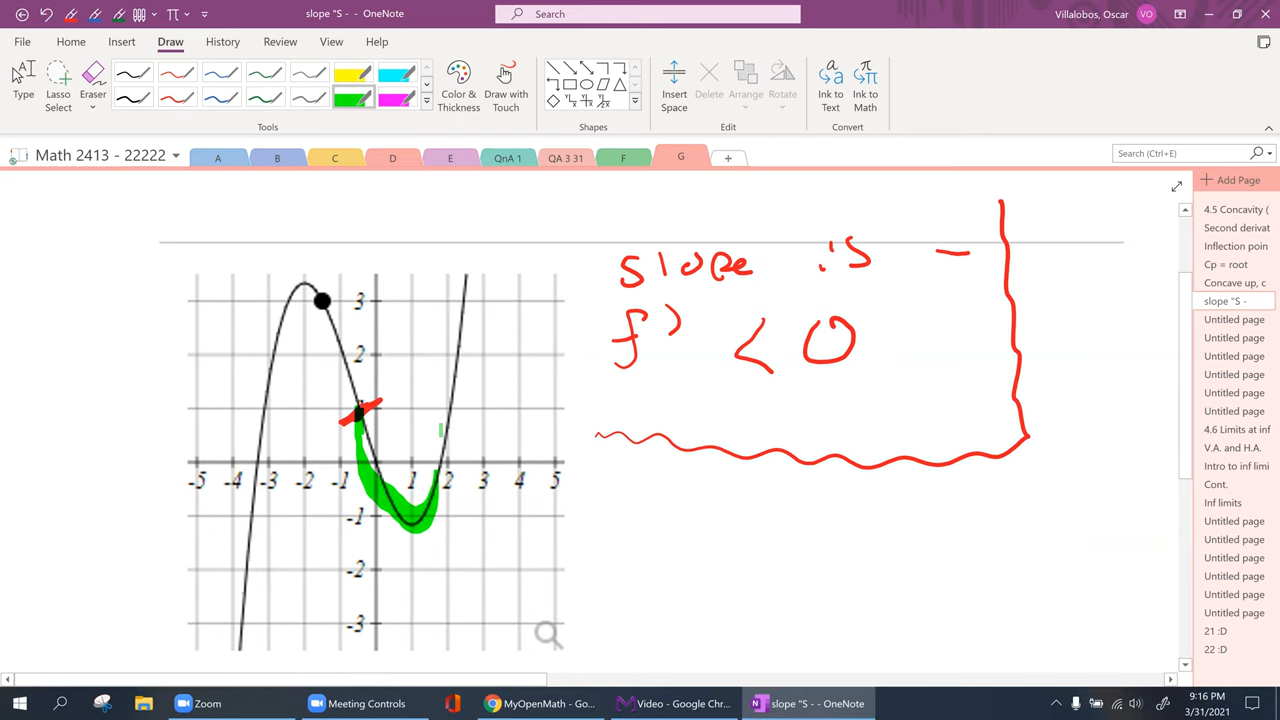 slope "S - OneNote
Search
Villalobos, Oscar VO
File Home Insert Draw History Review View Help
Type
Lasso Select
Eraser
Color & Thickness
Draw with Touch
Insert Space
Delete
Arrange
Rotate
Ink to Text
Ink to Math
Tools Shapes Edit Convert
Math 2413 - 22222 A B C D E QnA 1 QA 3 31 F G + Search (Ctrl+E)
Add Page
4.5 Concavity (
Second derivat
Inflection poin
Cp = root
Concave up, c
slope "S -
Untitled page
Untitled page
Untitled page
Untitled page
Untitled page
Untitled page
4.6 Limits at inf
V.A. and H.A.
Intro to inf limi
Cont.
Inf limits
Untitled page
Untitled page
Untitled page
Untitled page
Untitled page
Untitled page
21 :D
22 :D
slope is -
f' < 0
3
2
-5 -4 -3 -2 -1 1 2 3 4 5
-1
-2
-3
Zoom Meeting Controls MyOpenMath - Go... Video - Google Chr... slope "S - - OneNote
9:16 PM
3/31/2021